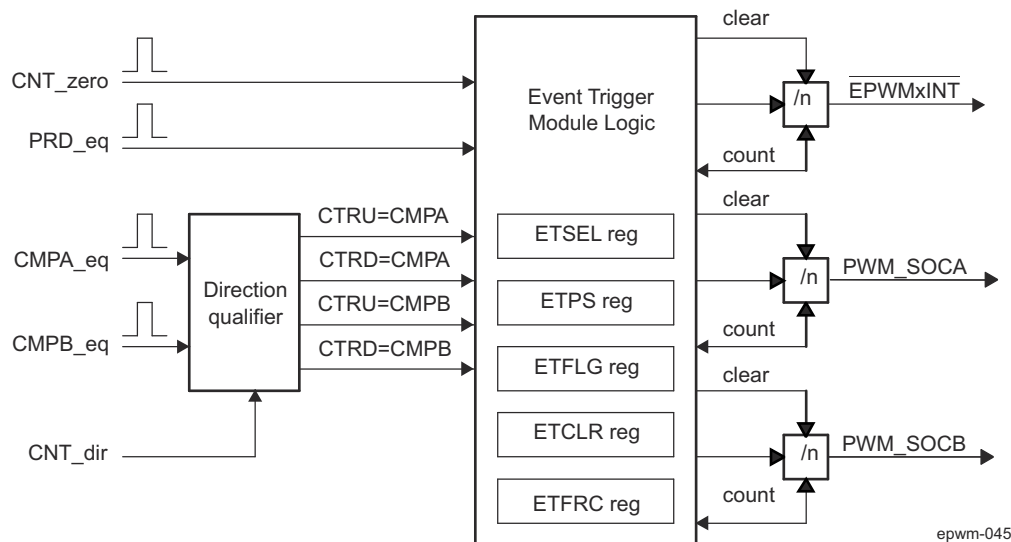 clear
CNT_zero
Event Trigger
Module Logic
/n
EPWMxINT
PRD_eq
count
clear
CTRU=CMPA
ETSEL reg
CMPA_eq
CTRD=CMPA
/n
PWM_SOCA
Direction
qualifier
CTRU=CMPB
ETPS reg
CMPB_eq
CTRD=CMPB
count
ETFLG reg
clear
ETCLR reg
CNT_dir
/n
PWM_SOCB
count
ETFRC reg
epwm-045